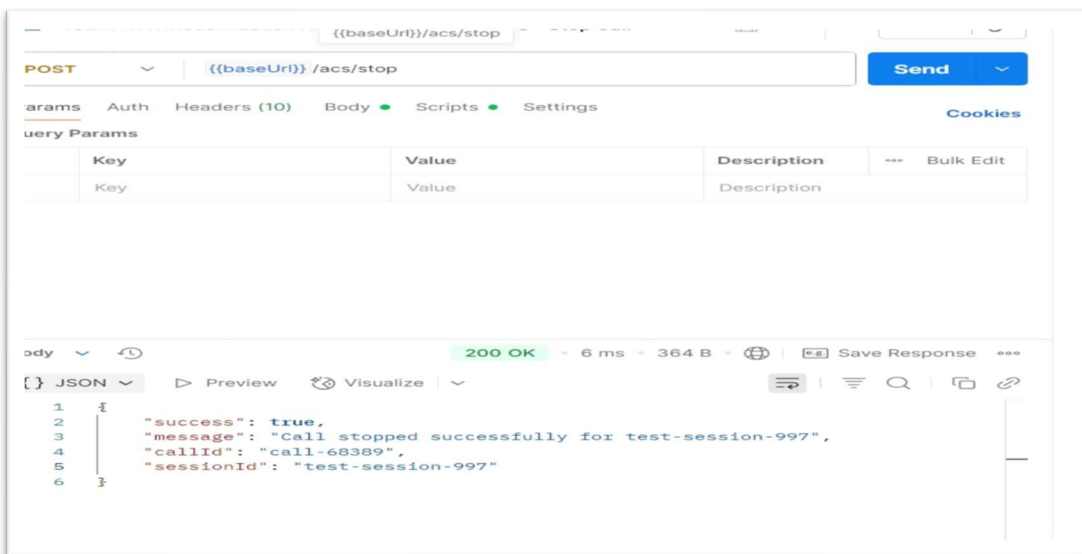 {{baseUrl}}/acs/stop
POST {{baseUrl}} /acs/stop Send
arams Auth Headers (10) Body Scripts Settings Cookies
uery Params
Key Value Description Bulk Edit
Key Value Description
ody 200 OK 6 ms 364 B e.g. Save Response
{} JSON Preview Visualize
1 {
2 "success": true,
3 "message": "Call stopped successfully for test-session-997",
4 "callId": "call-68389",
5 "sessionId": "test-session-997"
6 }